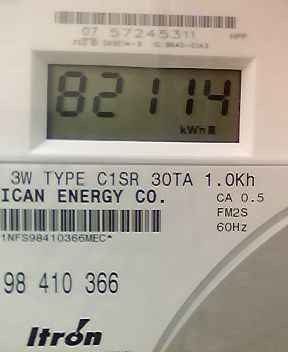 07 57245311 HPP
82114
kWh
3W TYPE C1SR 30TA 1.0Kh
ICAN ENERGY CO. CA 0.5
FM2S
60Hz
1NFS98410366MEC*
98 410 366
Itron